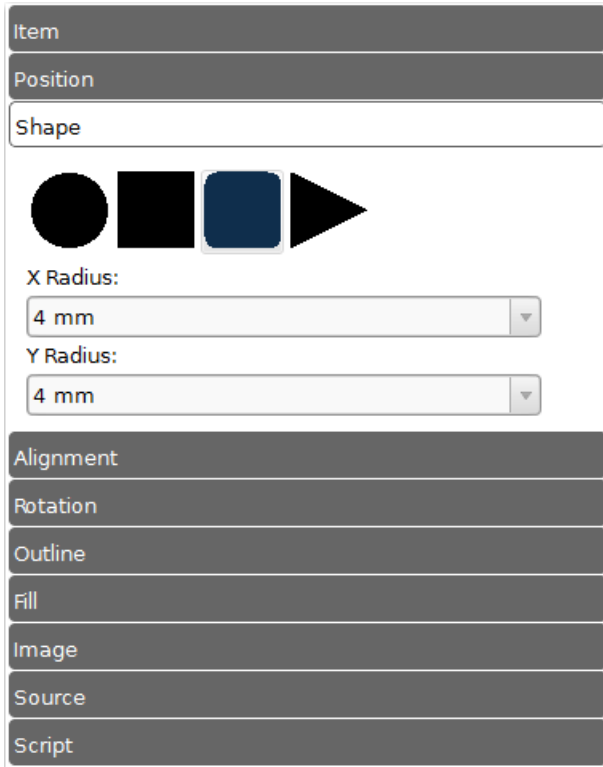 Item
Position
Shape
X Radius:
4 mm
Y Radius:
4 mm
Alignment
Rotation
Outline
Fill
Image
Source
Script